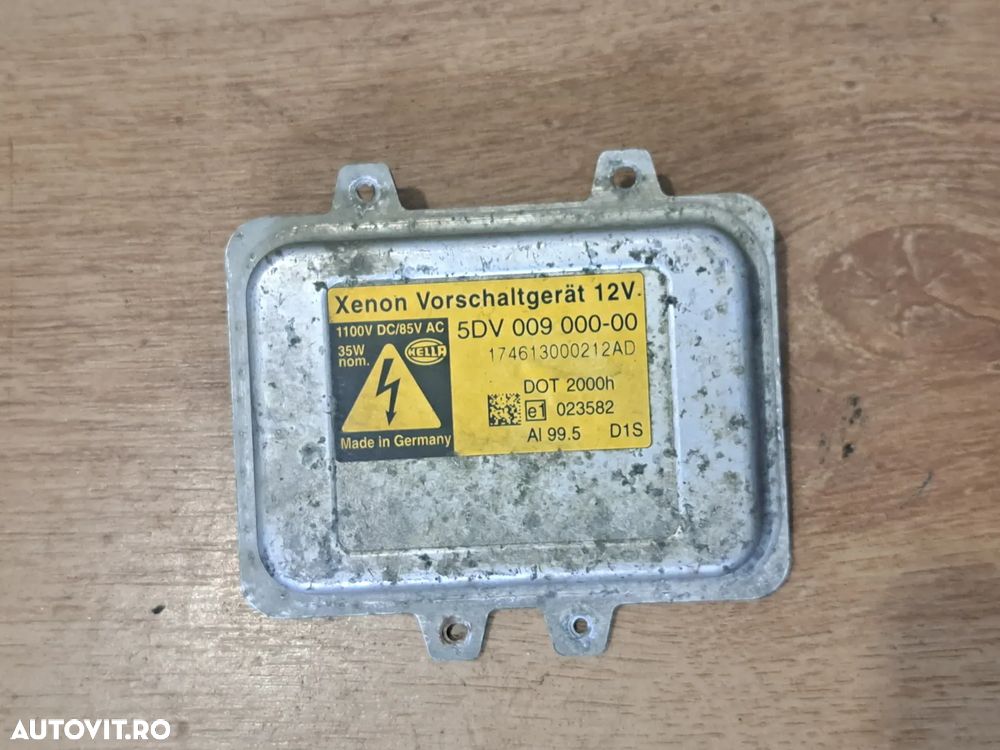 Xenon Vorschaltgerät 12V
1100V DC/85V AC
5DV 009 000-00
35W
nom.
HELLA
174613000212AD
DOT 2000h
e1 023582
Made in Germany
Al 99.5 D1S
AUTOVIT.RO